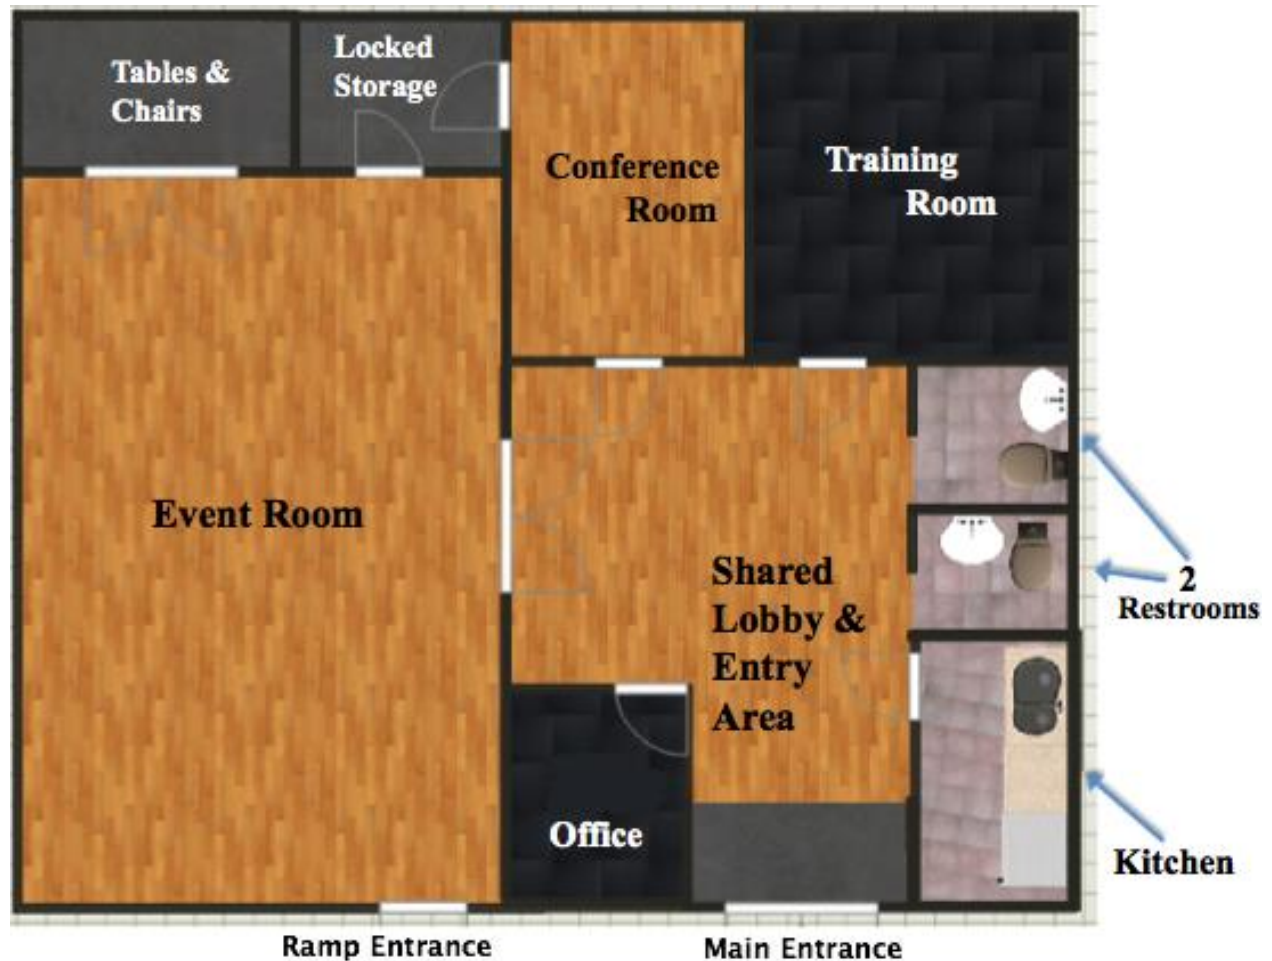 Tables &
Chairs
Locked
Storage
Conference
Room
Training
Room
Event Room
Shared
Lobby &
Entry
Area
2
Restrooms
Office
Kitchen
Ramp Entrance
Main Entrance